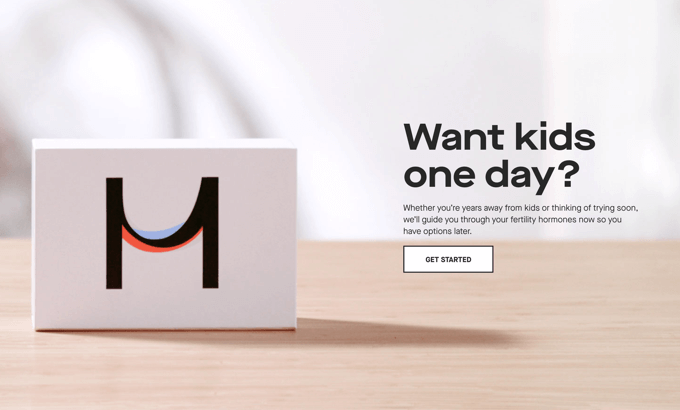 M
Want kids
one day?
Whether you're years away from kids or thinking of trying soon,
we'll guide you through your fertility hormones now so you
have options later.
GET STARTED